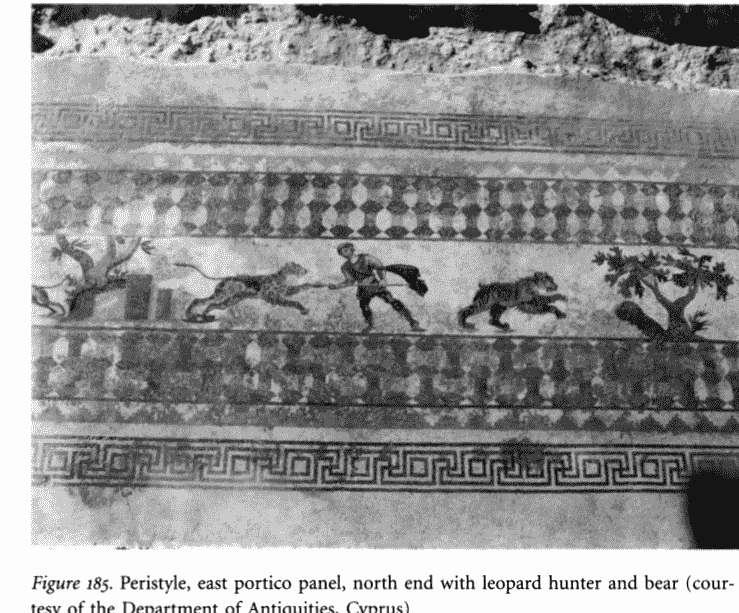 Figure 185. Peristyle, east portico panel, north end with leopard hunter and bear (cour-
tesy of the Department of Antiquities, Cyprus)